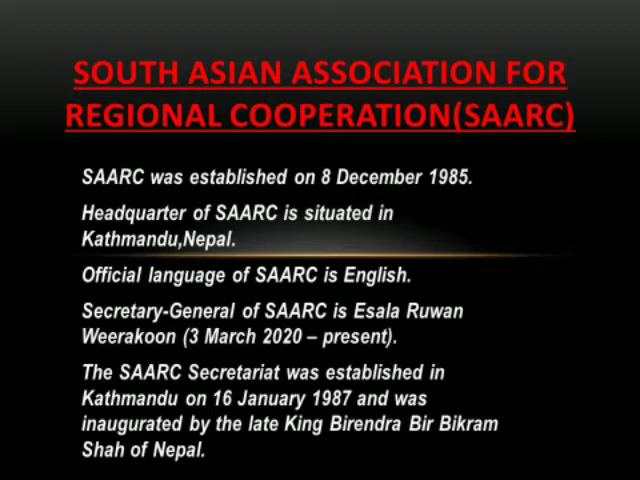 SOUTH ASIAN ASSOCIATION FOR
REGIONAL COOPERATION(SAARC)
SAARC was established on 8 December 1985.
Headquarter of SAARC is situated in
Kathmandu,Nepal.
Official language of SAARC is English.
Secretary-General of SAARC is Esala Ruwan
Weerakoon (3 March 2020 – present).
The SAARC Secretariat was established in
Kathmandu on 16 January 1987 and was
inaugurated by the late King Birendra Bir Bikram
Shah of Nepal.